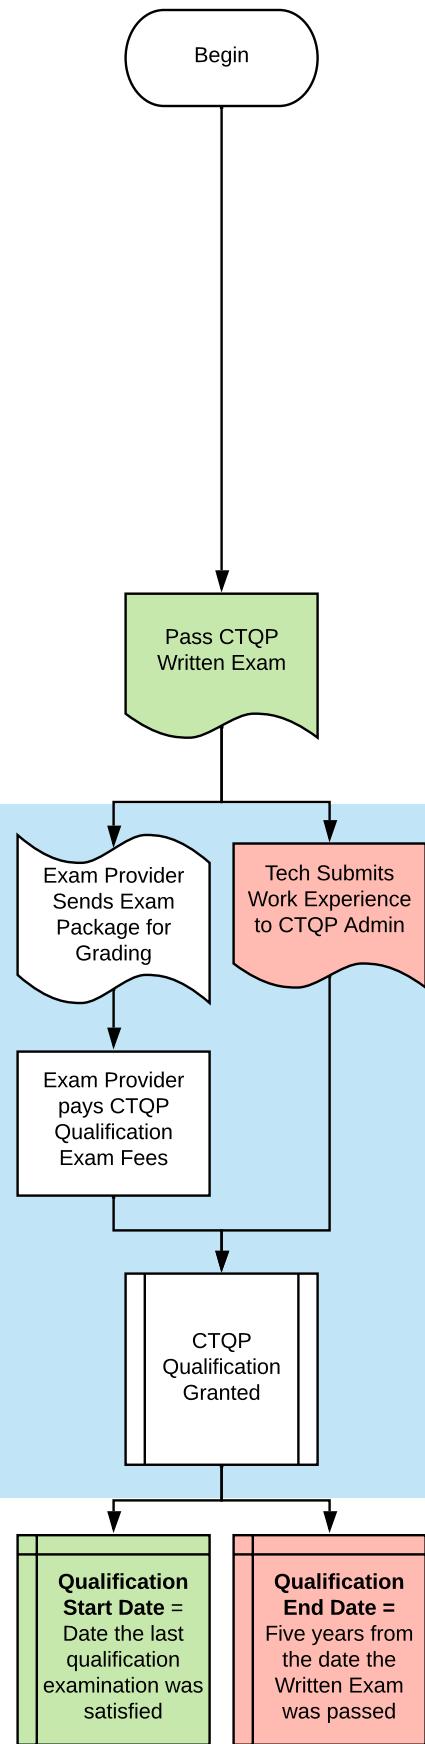 Begin
Pass CTQP
Written Exam
Exam Provider
Sends Exam
Package for
Grading
Tech Submits
Work Experience
to CTQP Admin
Exam Provider
pays CTQP
Qualification
Exam Fees
CTQP
Qualification
Granted
Qualification
Start Date =
Date the last
qualification
examination was
satisfied
Qualification
End Date =
Five years from
the date the
Written Exam
was passed